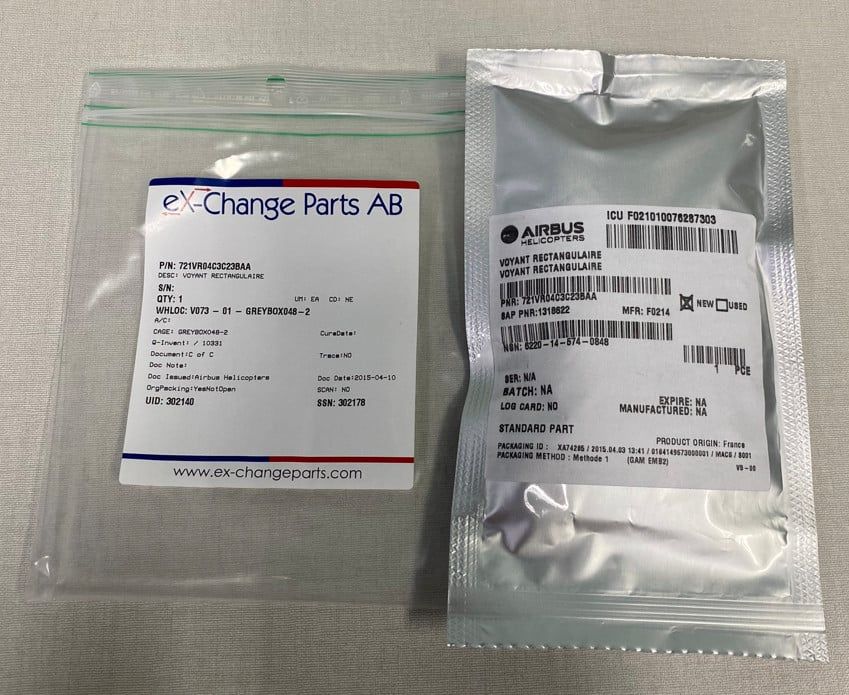 eX-Change Parts AB
P/N: 721VR04C3C23BAA
DESC: VOYANT RECTANGULAIRE
S/N:
QTY: 1 UM: EA CD: NE
WHLOC: V073 - 01 - GREYBOX048-2
A/C:
CAGE: GREYBOX048-2 CureDate:
Q-Invent: / 10331
Document:C of C Trace:NO
Doc Note:
Doc Issued:Airbus Helicopters Doc Date:2015-04-10
OrgPacking:YesNotOpen SCAN: NO
UID: 302140 SSN: 302178
www.ex-changeparts.com
ICU F021010076287303
AIRBUS
HELICOPTERS
VOYANT RECTANGULAIRE
VOYANT RECTANGULAIRE
PNR: 721VR04C3C23BAA
NEW USED
SAP PNR:1318622 MFR: F0214
NSN: 6220-14-574-0848
1 PCE
SER: N/A
BATCH: NA EXPIRE: NA
LOG CARD: NO MANUFACTURED: NA
STANDARD PART
PRODUCT ORIGIN: France
PACKAGING ID : XA74285 / 2015.04.03 13:41 / 0184149573000001 / MACS / 8001
PACKAGING METHOD : Methode 1 (GAM EMB2)
V8-00